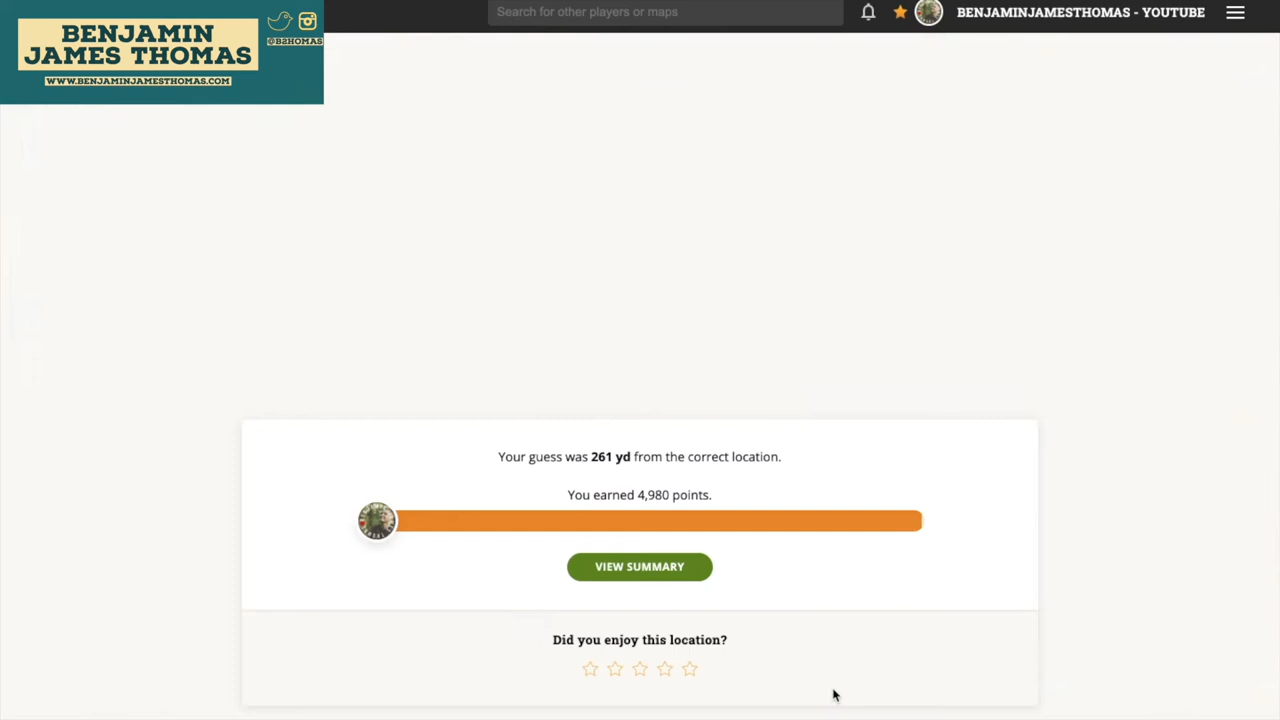 BENJAMIN
JAMES THOMAS
WWW.BENJAMINJAMESTHOMAS.COM
@B2HOMAS
Search for other players or maps
BENJAMINJAMESTHOMAS - YOUTUBE
Your guess was 261 yd from the correct location.
You earned 4,980 points.
VIEW SUMMARY
Did you enjoy this location?